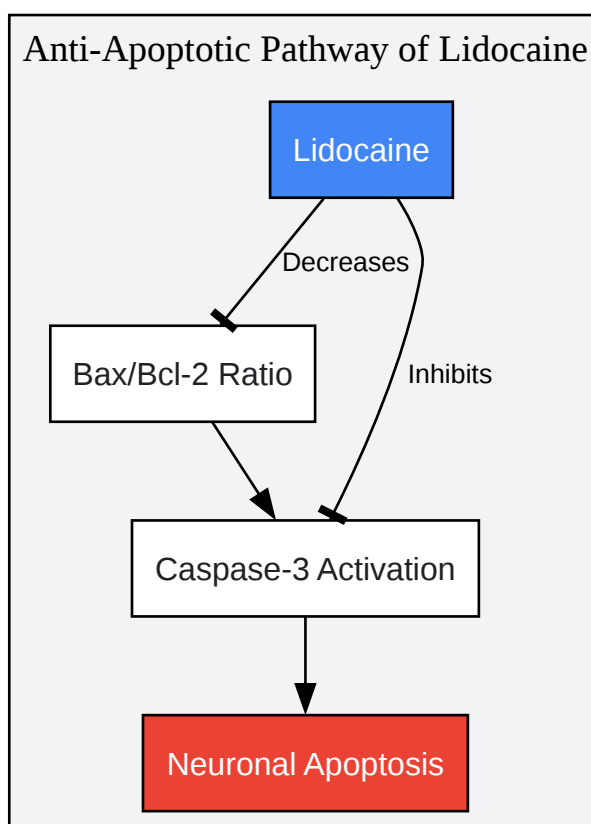 Anti-Apoptotic Pathway of Lidocaine
Lidocaine
Decreases
Bax/Bcl-2 Ratio
Inhibits
Caspase-3 Activation
Neuronal Apoptosis